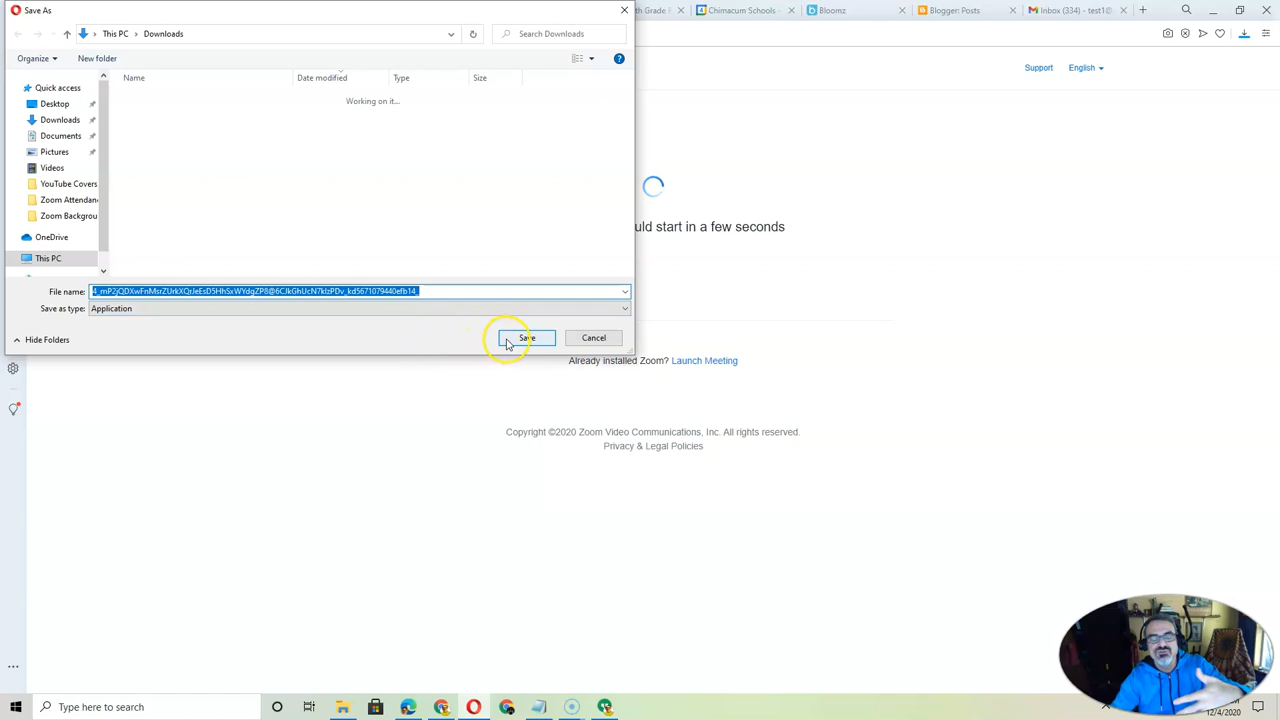 Save As
th Grade E
Chimacum Schools -
Bloomz
Blogger: Posts
Inbox (334) - test1@
This PC
Downloads
Search Downloads
Organize
New folder
Support
English
Name
Date modified
Type
Size
Working on it...
Quick access
Desktop
Downloads
Documents
Pictures
Videos
YouTube Covers
Zoom Attendan
Zoom Backgrou
OneDrive
This PC
uld start in a few seconds
File name:
Save as type:
Application
Hide Folders
Save
Cancel
Already installed Zoom? Launch Meeting
Copyright ©2020 Zoom Video Communications, Inc. All rights reserved.
Privacy & Legal Policies
Type here to search
12/4/2020